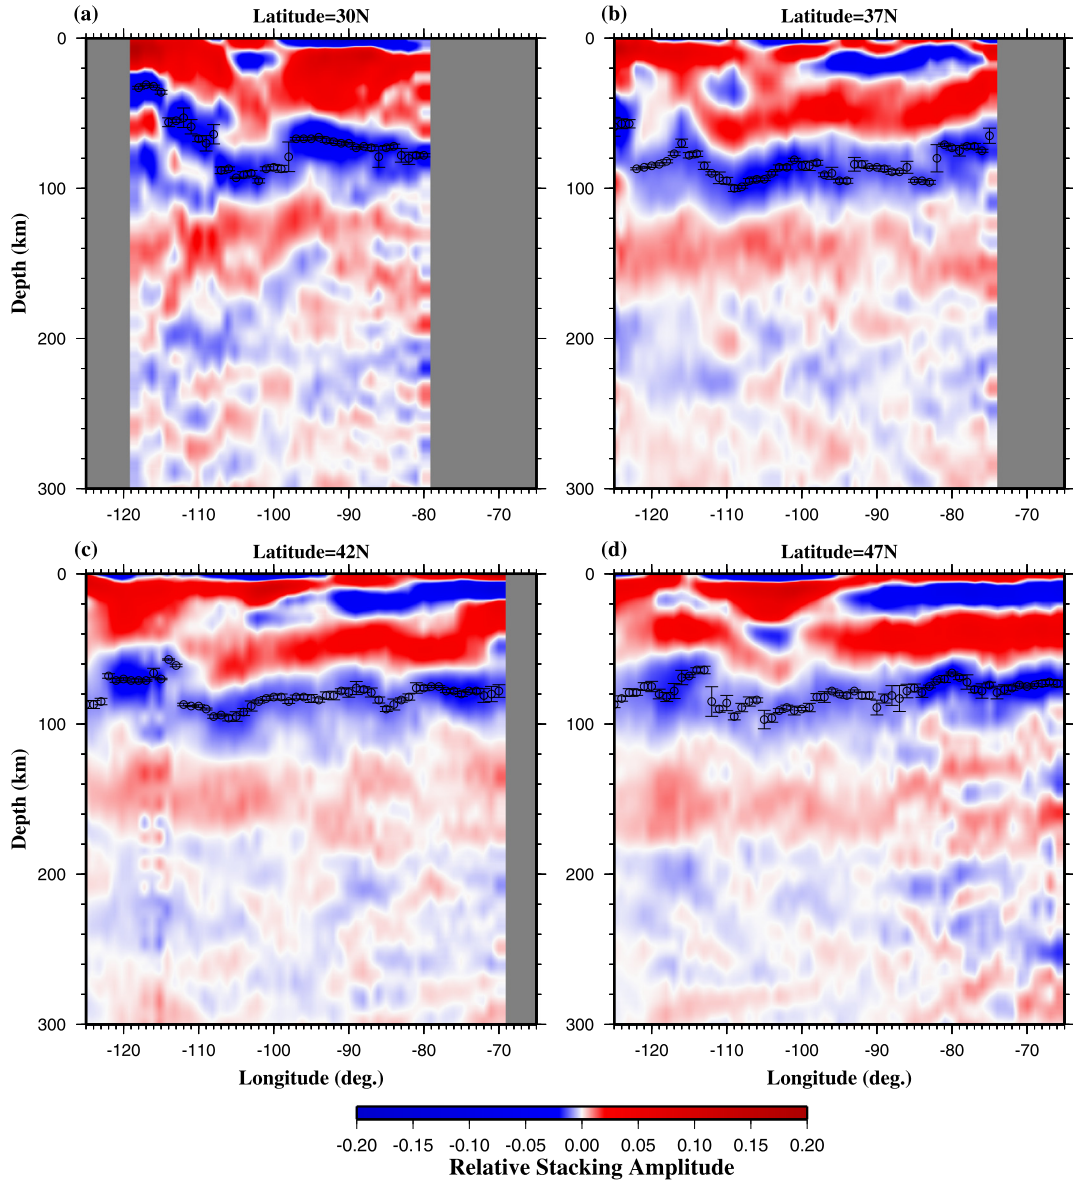 (a) Latitude=30N
(b) Latitude=37N
0
100
200
300
Depth (km)
-120 -110 -100 -90 -80 -70
0
100
200
300
-120 -110 -100 -90 -80 -70
(c) Latitude=42N
(d) Latitude=47N
0
100
200
300
Depth (km)
-120 -110 -100 -90 -80 -70
Longitude (deg.)
0
100
200
300
-120 -110 -100 -90 -80 -70
Longitude (deg.)
-0.20 -0.15 -0.10 -0.05 0.00 0.05 0.10 0.15 0.20
Relative Stacking Amplitude